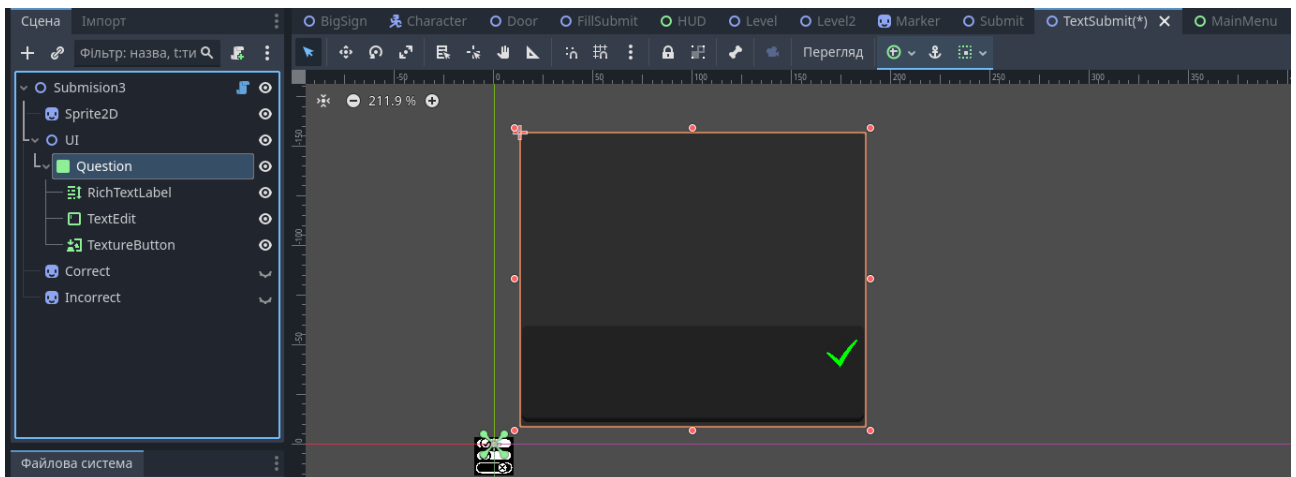 Сцена Імпорт BigSign Character Door FillSubmit HUD Level Level2 Marker Submit TextSubmit(*) MainMenu
Фільтр: назва, t:ти Перегляд
-50 0 50 100 150 200 250 300 350
211.9 %
Submision3
Sprite2D
UI
Question
RichTextLabel
TextEdit
TextureButton
Correct
Incorrect
-150
-100
-50
0
Файлова система